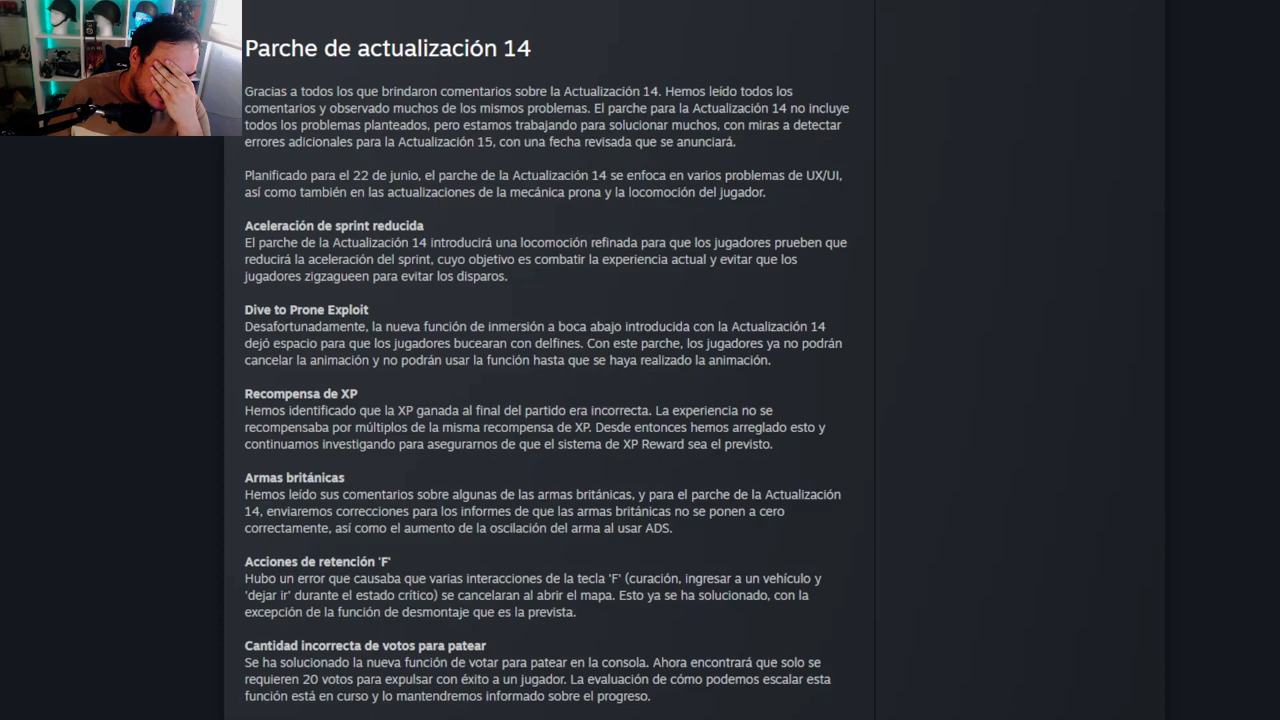 Parche de actualización 14
Gracias a todos los que brindaron comentarios sobre la Actualización 14. Hemos leído todos los
comentarios y observado muchos de los mismos problemas. El parche para la Actualización 14 no incluye
todos los problemas planteados, pero estamos trabajando para solucionar muchos, con miras a detectar
errores adicionales para la Actualización 15, con una fecha revisada que se anunciará.
Planificado para el 22 de junio, el parche de la Actualización 14 se enfoca en varios problemas de UX/UI,
así como también en las actualizaciones de la mecánica prona y la locomoción del jugador.
Aceleración de sprint reducida
El parche de la Actualización 14 introducirá una locomoción refinada para que los jugadores prueben que
reducirá la aceleración del sprint, cuyo objetivo es combatir la experiencia actual y evitar que los
jugadores zigzagueen para evitar los disparos.
Dive to Prone Exploit
Desafortunadamente, la nueva función de inmersión a boca abajo introducida con la Actualización 14
dejó espacio para que los jugadores bucearan con delfines. Con este parche, los jugadores ya no podrán
cancelar la animación y no podrán usar la función hasta que se haya realizado la animación.
Recompensa de XP
Hemos identificado que la XP ganada al final del partido era incorrecta. La experiencia no se
recompensaba por múltiplos de la misma recompensa de XP. Desde entonces hemos arreglado esto y
continuamos investigando para asegurarnos de que el sistema de XP Reward sea el previsto.
Armas británicas
Hemos leído sus comentarios sobre algunas de las armas británicas, y para el parche de la Actualización
14, enviaremos correcciones para los informes de que las armas británicas no se ponen a cero
correctamente, así como el aumento de la oscilación del arma al usar ADS.
Acciones de retención 'F'
Hubo un error que causaba que varias interacciones de la tecla 'F' (curación, ingresar a un vehículo y
'dejar ir' durante el estado crítico) se cancelaran al abrir el mapa. Esto ya se ha solucionado, con la
excepción de la función de desmontaje que es la prevista.
Cantidad incorrecta de votos para patear
Se ha solucionado la nueva función de votar para patear en la consola. Ahora encontrará que solo se
requieren 20 votos para expulsar con éxito a un jugador. La evaluación de cómo podemos escalar esta
función está en curso y lo mantendremos informado sobre el progreso.